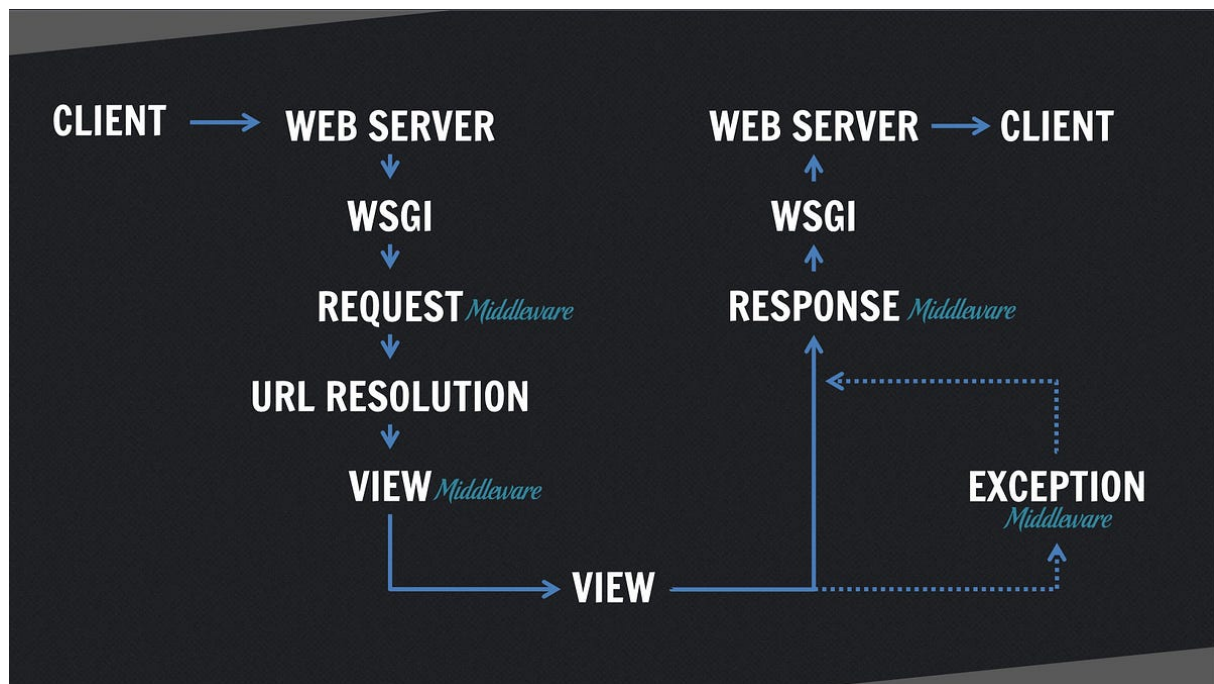 CLIENT
WEB SERVER
WSGI
REQUEST Middleware
URL RESOLUTION
VIEW Middleware
VIEW
WEB SERVER
CLIENT
WSGI
RESPONSE Middleware
EXCEPTION
Middleware